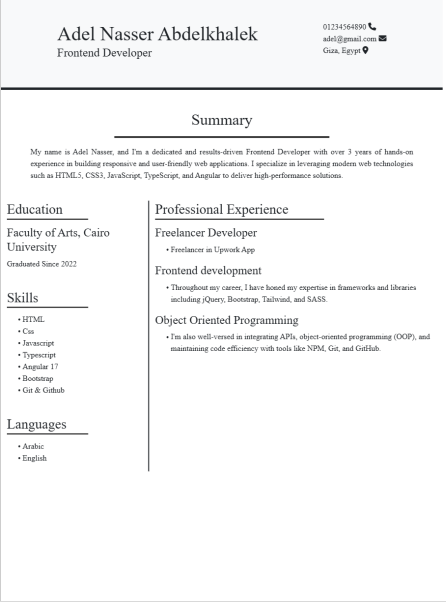 Adel Nasser Abdelkhalek
Frontend Developer
01234564890
adel@gmail.com
Giza, Egypt
Summary
My name is Adel Nasser, and I'm a dedicated and results-driven Frontend Developer with over 3 years of hands-on
experience in building responsive and user-friendly web applications. I specialize in leveraging modern web technologies
such as HTML5, CSS3, JavaScript, TypeScript, and Angular to deliver high-performance solutions.
Education
Faculty of Arts, Cairo
University
Graduated Since 2022
Skills
• HTML
• Css
• Javascript
• Typescript
• Angular 17
• Bootstrap
• Git & Github
Languages
• Arabic
• English
Professional Experience
Freelancer Developer
• Freelancer in Upwork App
Frontend development
• Throughout my career, I have honed my expertise in frameworks and libraries
including jQuery, Bootstrap, Tailwind, and SASS.
Object Oriented Programming
• I'm also well-versed in integrating APIs, object-oriented programming (OOP), and
maintaining code efficiency with tools like NPM, Git, and GitHub.